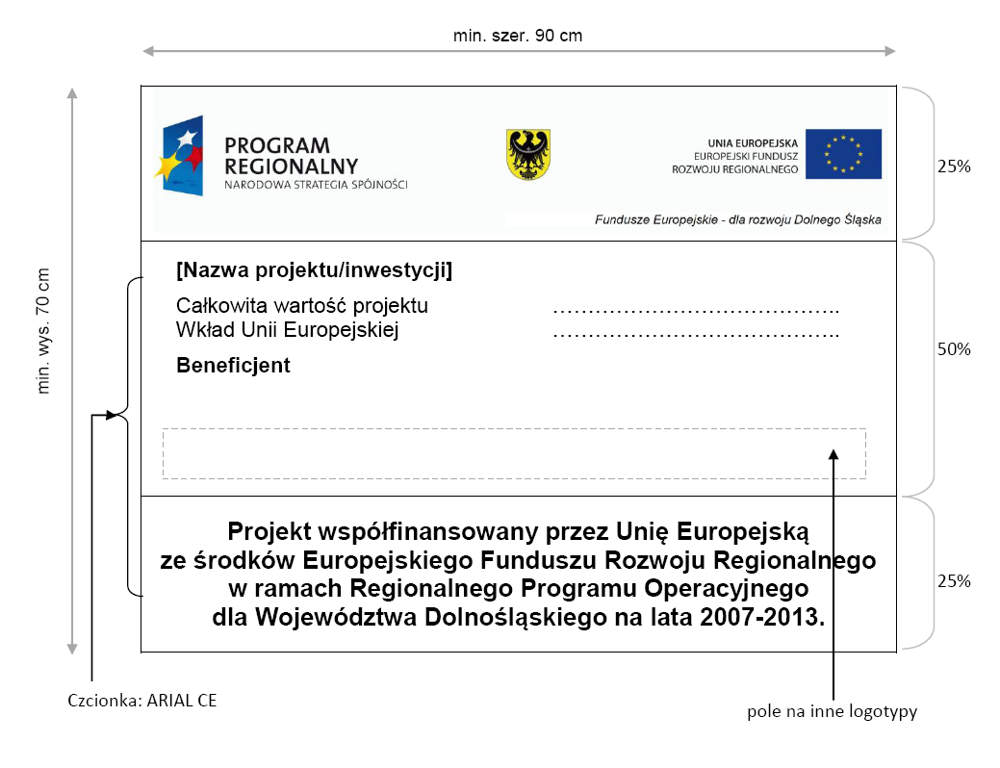 min. szer. 90 cm
PROGRAM
REGIONALNY
NARODOWA STRATEGIA SPÓJNOŚCI
UNIA EUROPEJSKA
EUROPEJSKI FUNDUSZ
ROZWOJU REGIONALNEGO
25%
Fundusze Europejskie - dla rozwoju Dolnego Śląska
min. wys. 70 cm
[Nazwa projektu/inwestycji]
Całkowita wartość projektu …………………………………..
Wkład Unii Europejskiej …………………………………..
50%
Beneficjent
Projekt współfinansowany przez Unię Europejską
ze środków Europejskiego Funduszu Rozwoju Regionalnego
w ramach Regionalnego Programu Operacyjnego
dla Województwa Dolnośląskiego na lata 2007-2013.
25%
Czcionka: ARIAL CE
pole na inne logotypy